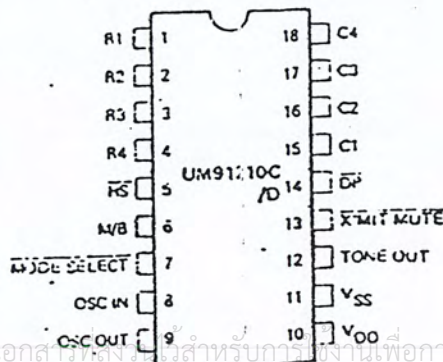 R1 1 18 C4
R2 2 17 C3
R3 3 16 C2
R4 4 15 C1
HS 5 UM91210C 14 DP
/D
M/B 6 13 XMIT MUTE
MODE SELECT 7 12 TONE OUT
OSC IN 8 11 VSS
OSC OUT 9 10 VDD